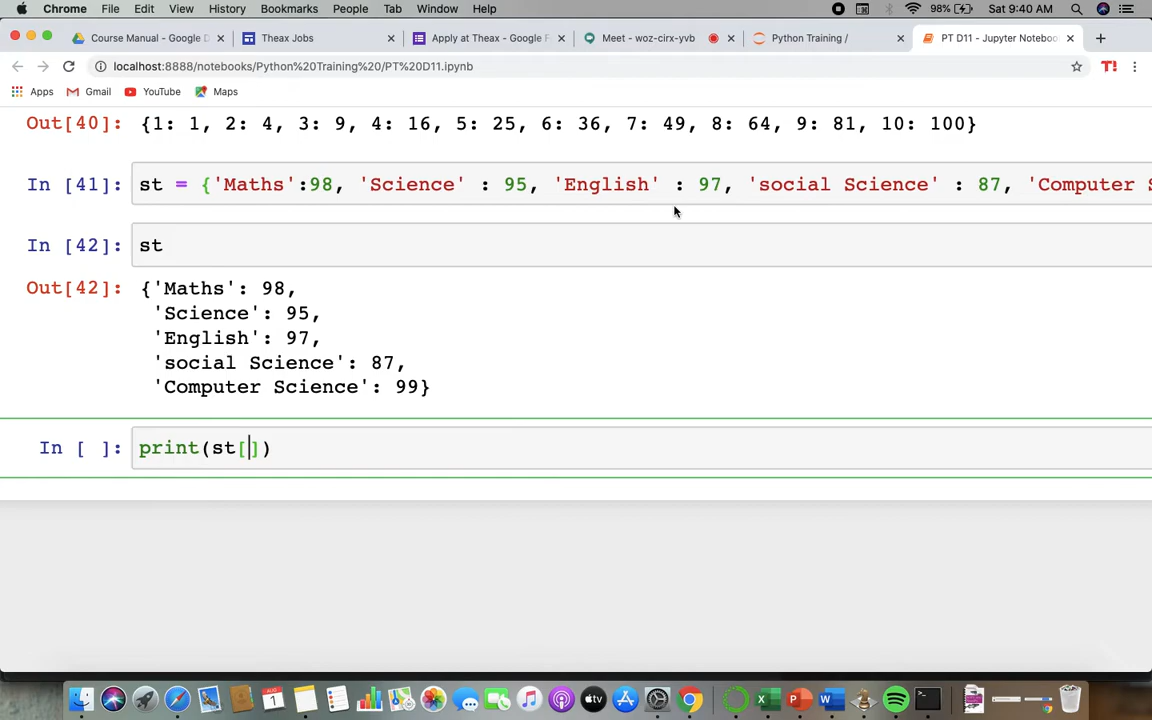 Chrome File Edit View History Bookmarks People Tab Window Help 98% Sat 9:40 AM
Course Manual - Google D Theax Jobs Apply at Theax - Google F Meet - woz-cirx-yvb Python Training / PT D11 - Jupyter Noteboo
localhost:8888/notebooks/Python%20Training%20/PT%20D11.ipynb T!
Apps Gmail YouTube Maps
Out[40]: {1: 1, 2: 4, 3: 9, 4: 16, 5: 25, 6: 36, 7: 49, 8: 64, 9: 81, 10: 100}
In [41]: st = {'Maths':98, 'Science' : 95, 'English' : 97, 'social Science' : 87, 'Computer S
In [42]: st
Out[42]: {'Maths': 98,
'Science': 95,
'English': 97,
'social Science': 87,
'Computer Science': 99}
In [ ]: print(st[])
AUG 1 tv X P W